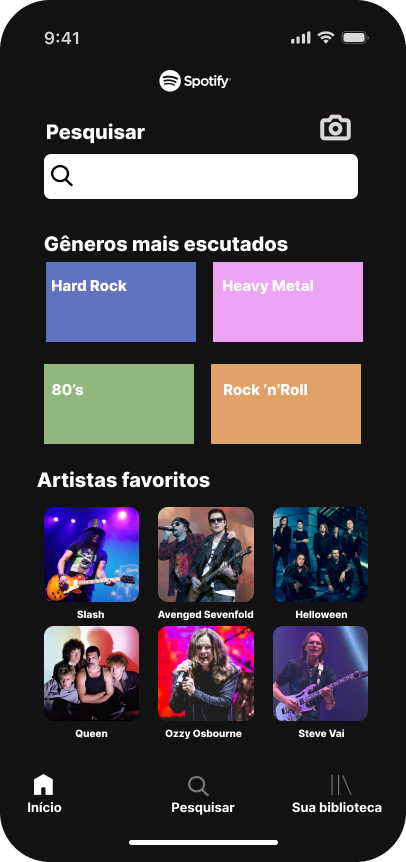 9:41
Spotify
Pesquisar
Gêneros mais escutados
Hard Rock
Heavy Metal
80’s
Rock ‘n’Roll
Artistas favoritos
Slash
Avenged Sevenfold
Helloween
Queen
Ozzy Osbourne
Steve Vai
Início
Pesquisar
Sua biblioteca